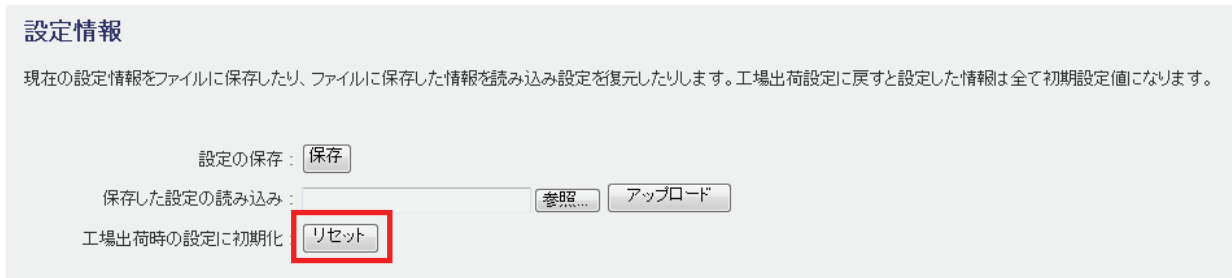 設定情報
現在の設定情報をファイルに保存したり、ファイルに保存した情報を読み込み設定を復元したりします。工場出荷設定に戻すと設定した情報は全て初期設定値になります。
設定の保存 : 保存
保存した設定の読み込み : 参照... アップロード
工場出荷時の設定に初期化 : リセット